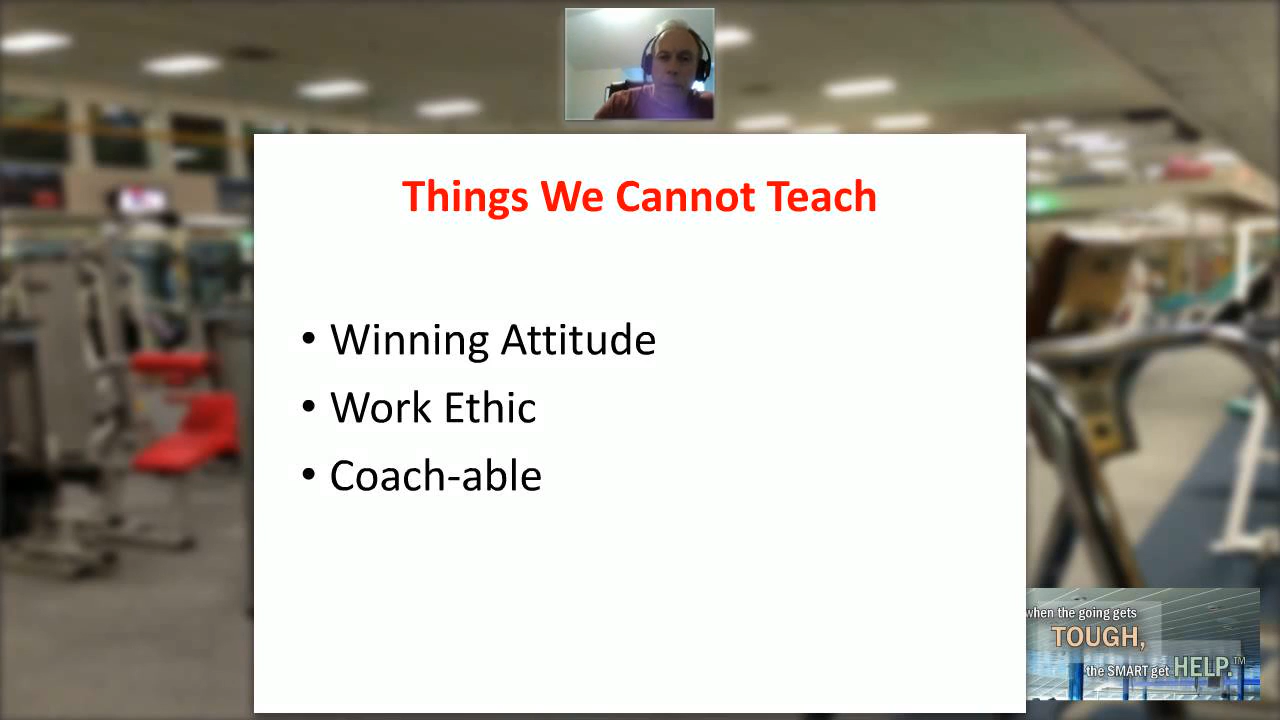 Things We Cannot Teach
• Winning Attitude
• Work Ethic
• Coach-able
when the going gets
TOUGH,
the SMART get HELP.™